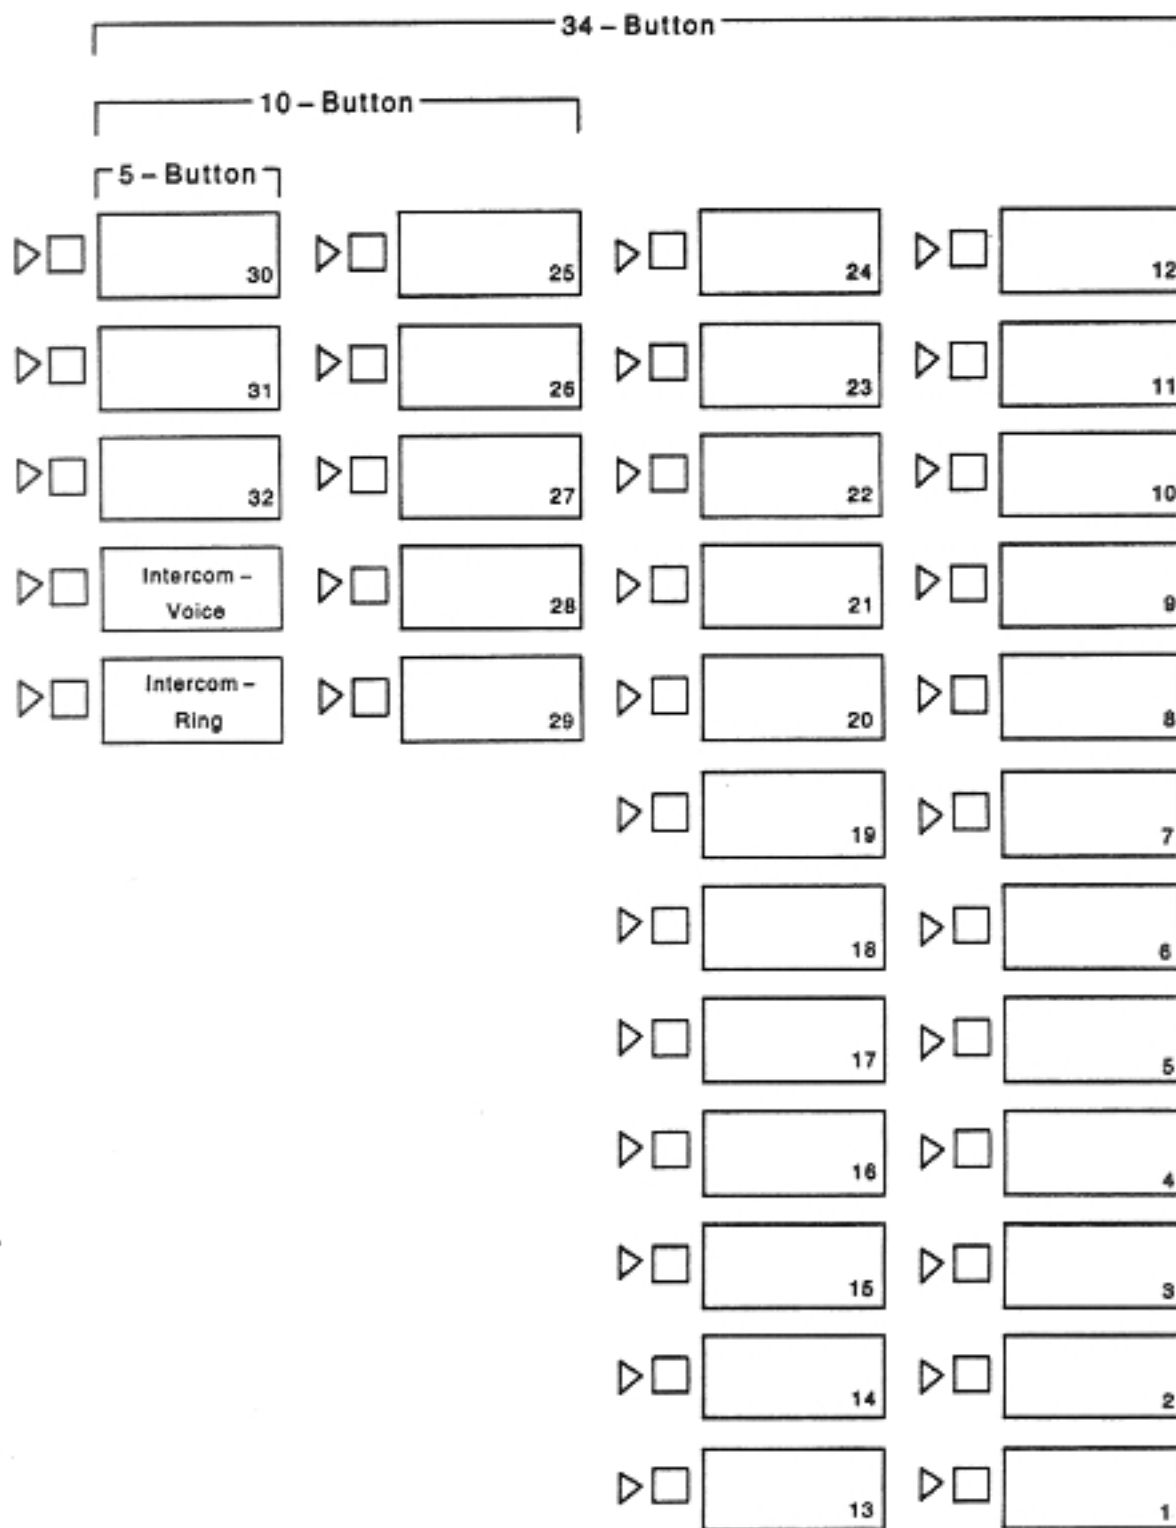 34 – Button
10 – Button
5 – Button
30 25 24 12
31 26 23 11
32 27 22 10
Intercom –
Voice
28 21 9
Intercom –
Ring
29 20 8
19 7
18 6
17 5
16 4
15 3
14 2
13 1